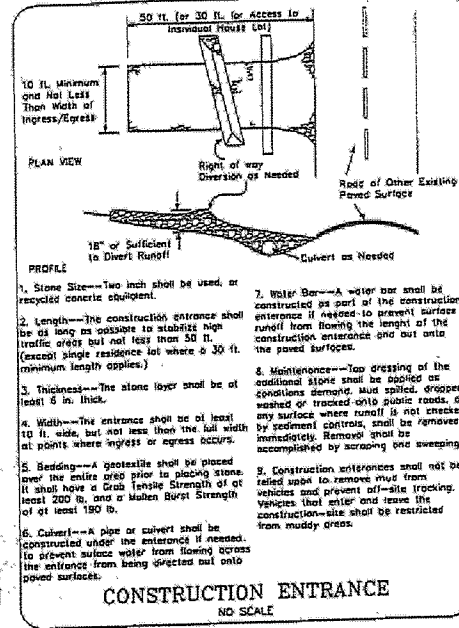 50 ft. (or 30 ft. for Access to
Individual House Lot)
10 ft. Minimum
and Not Less
Than Width of
Ingress/Egress
PLAN VIEW
Right of way
Diversion as Needed
Road of Other Existing
Paved Surface
18" or Sufficient
to Divert Runoff
Culvert as Needed
PROFILE
1. Stone Size--Two inch shall be used, or
recycled concrete equilgient.
2. Length--The construction entrance shall
be as long as possible to stabilize high
traffic areas but not less than 50 ft.
(except single residence lot where a 30 ft.
minimum length applies.)
3. Thickness--The stone layer shall be at
least 6 in. thick.
4. Width--The entrance shall be at least
10 ft. wide, but not less than the full width
at points where ingress or egress occurs.
5. Bedding--A geotextile shall be placed
over the entire area prior to placing stone.
It shall have a Grab Tensile Strength of at
least 200 lb. and a Mullen Burst Strength
of at least 190 lb.
6. Culvert--A pipe or culvert shall be
constructed under the enterance if needed.
to prevent suface water from flowing across
the entrance from being directed out onto
paved surfaces.
7. Water Bar--A water bar shall be
constructed as part of the construction
enterance if needed to prevent surface
runoff from flowing the lenght of the
construction enterance and out onto
the paved surfaces.
8. Maintenence--Top dressing of the
additional stone shall be applied as
conditions demand. Mud spilled, dropped
washed or tracked onto public roads, o
any surface where runoff is not checke
by sediment controls, shall be removed
immediately. Removal shall be
accomplished by scraping and sweeping
9. Construction enterances shall not be
relied upon to remove mud from
vehicles and prevent off-site tracking.
Vehicles that enter and leave the
construction-site shall be restricted
from muddy areas.
CONSTRUCTION ENTRANCE
NO SCALE